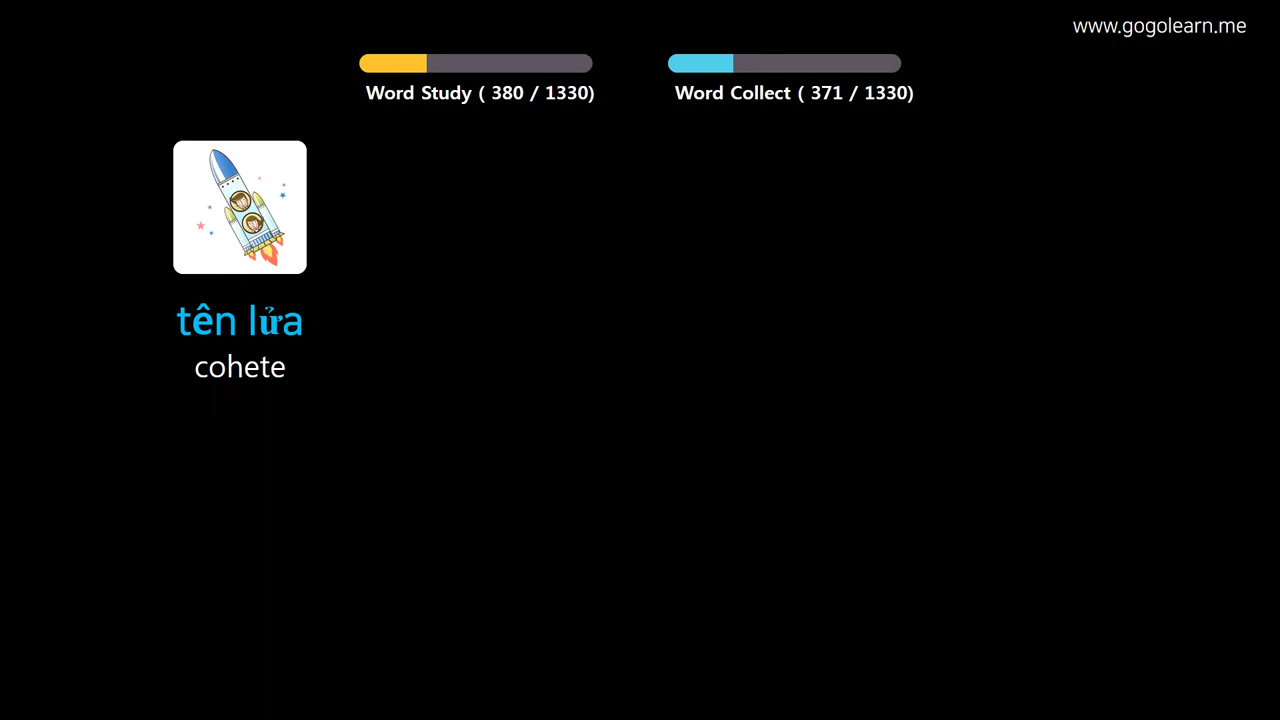 www.gogolearn.me
Word Study ( 380 / 1330)
Word Collect ( 371 / 1330)
tên lửa
cohete